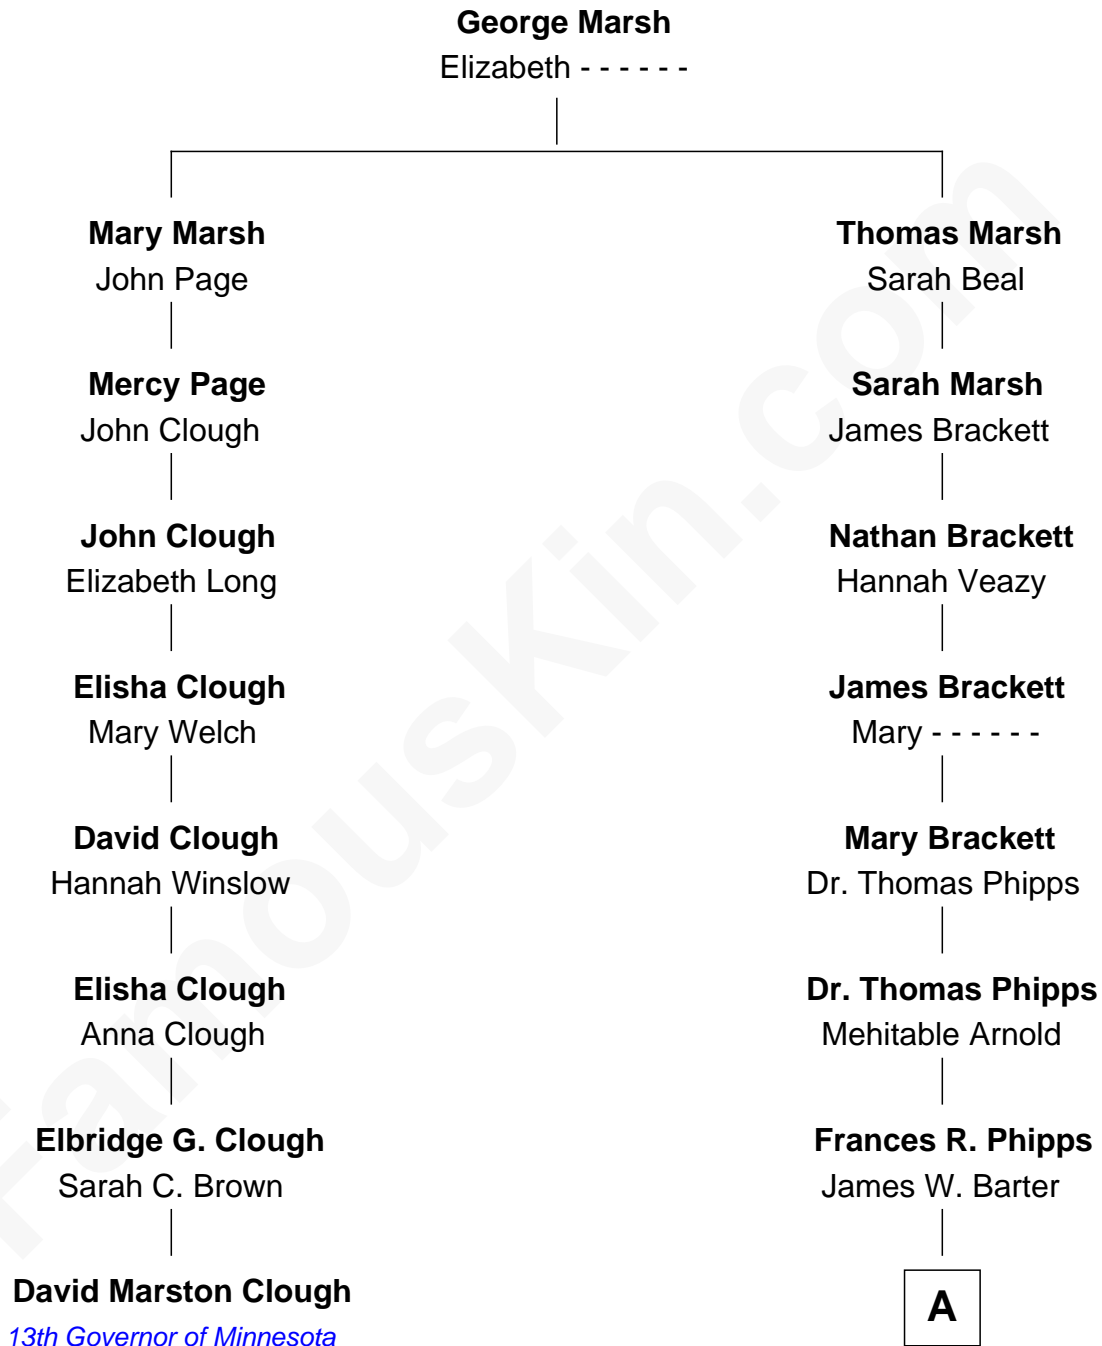 George Marsh
Elizabeth - - - - - -
Mary Marsh
John Page
Thomas Marsh
Sarah Beal
Mercy Page
John Clough
Sarah Marsh
James Brackett
John Clough
Elizabeth Long
Nathan Brackett
Hannah Veazy
Elisha Clough
Mary Welch
James Brackett
Mary - - - - - -
David Clough
Hannah Winslow
Mary Brackett
Dr. Thomas Phipps
Elisha Clough
Anna Clough
Dr. Thomas Phipps
Mehitable Arnold
Elbridge G. Clough
Sarah C. Brown
Frances R. Phipps
James W. Barter
David Marston Clough
13th Governor of Minnesota
A
FamousKin.com